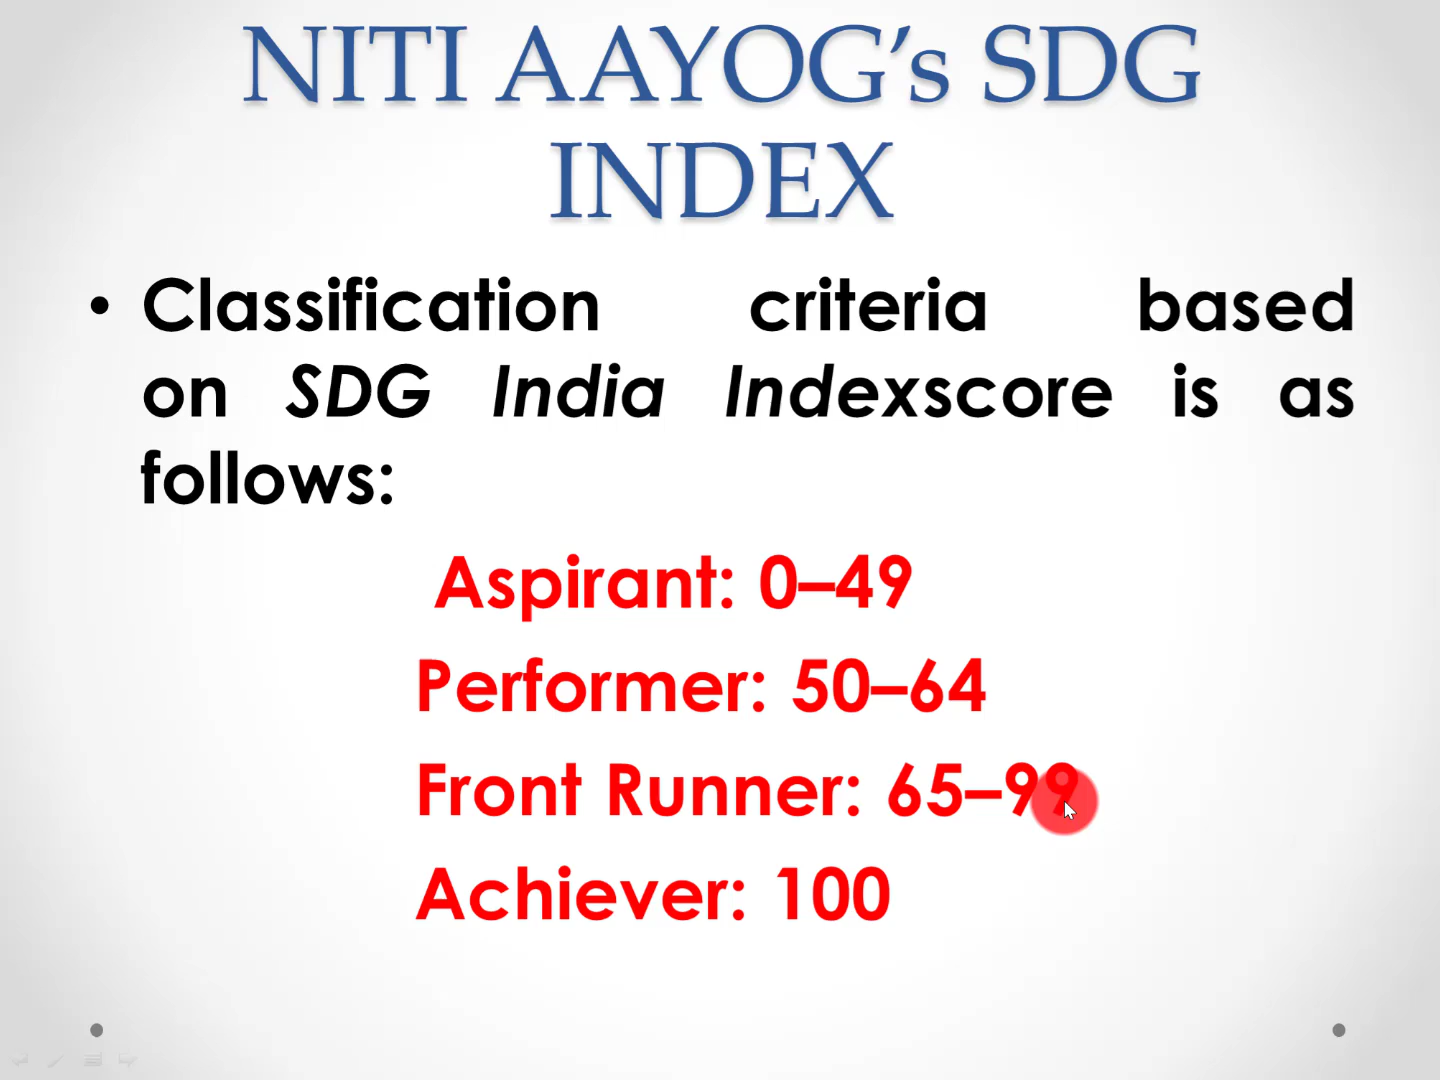 NITI AAYOG’s SDG
INDEX
• Classification criteria based
on SDG India Indexscore is as
follows:
Aspirant: 0–49
Performer: 50–64
Front Runner: 65–99
Achiever: 100